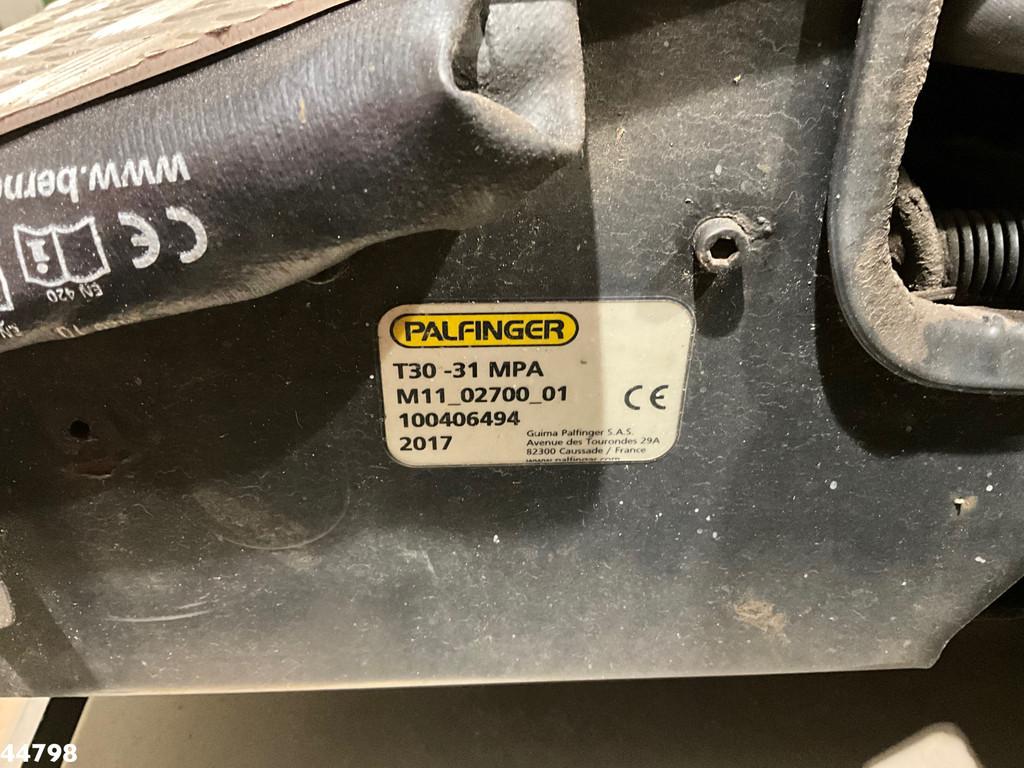 www.bern
EN 420
PALFINGER
T30 -31 MPA
M11_02700_01
100406494
2017
CE
Guima Palfinger S.A.S.
Avenue des Tourondes 29A
82300 Caussade / France
www.palfinger.com
44798